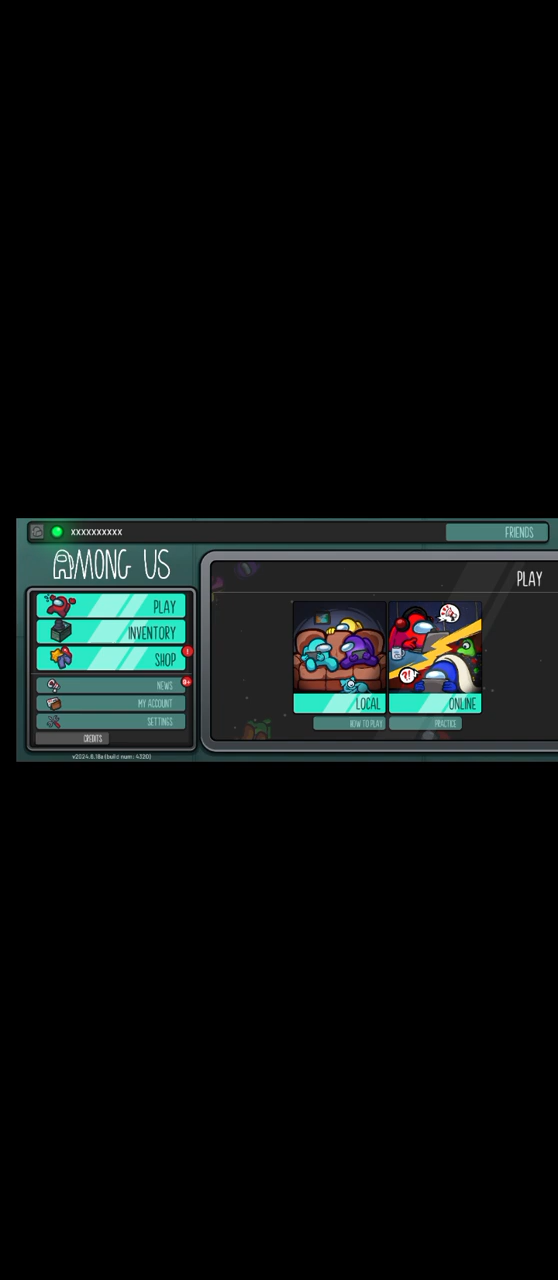 xxxxxxxxxx
FRIENDS
AMONG US
PLAY
PLAY
INVENTORY
SHOP
!
NEWS
9+
MY ACCOUNT
SETTINGS
CREDITS
LOCAL
ONLINE
HOW TO PLAY
PRACTICE
?!